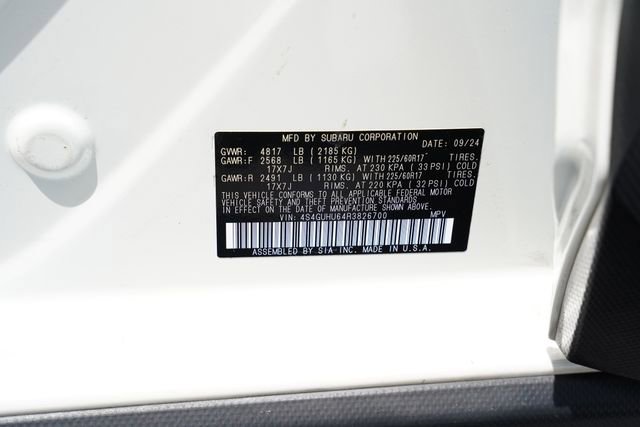 MFD BY SUBARU CORPORATION
GVWR: 4817 LB (2185 KG) DATE: 09/24
GAWR:F 2568 LB (1165 KG) WITH 225/60R17 TIRES.
17X7J RIMS. AT 230 KPA (33 PSI) COLD
GAWR:R 2491 LB (1130 KG) WITH 225/60R17 TIRES.
17X7J RIMS. AT 220 KPA (32 PSI) COLD
THIS VEHICLE CONFORMS TO ALL APPLICABLE FEDERAL MOTOR
VEHICLE SAFETY AND THEFT PREVENTION STANDARDS IN
EFFECT ON THE DATE OF MANUFACTURE SHOWN ABOVE.
VIN: 4S4GUHU64R3826700 MPV
ASSEMBLED BY SIA INC. MADE IN U.S.A.